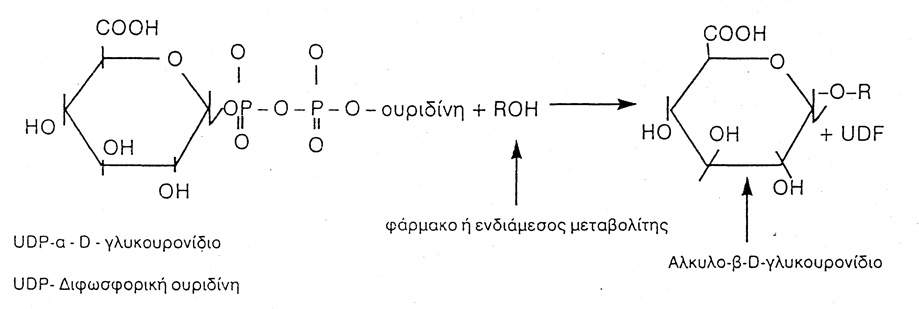 COOH
O
O
O
COOH
O
O P – O – P – O – ουριδίνη + ROH
O–R
HO
OH
O
O
HO
OH
+ UDF
OH
OH
φάρμακο ή ενδιάμεσος μεταβολίτης
UDP-α - D - γλυκουρονίδιο
Αλκυλο-β-D-γλυκουρονίδιο
UDP- Διφωσφορική ουριδίνη